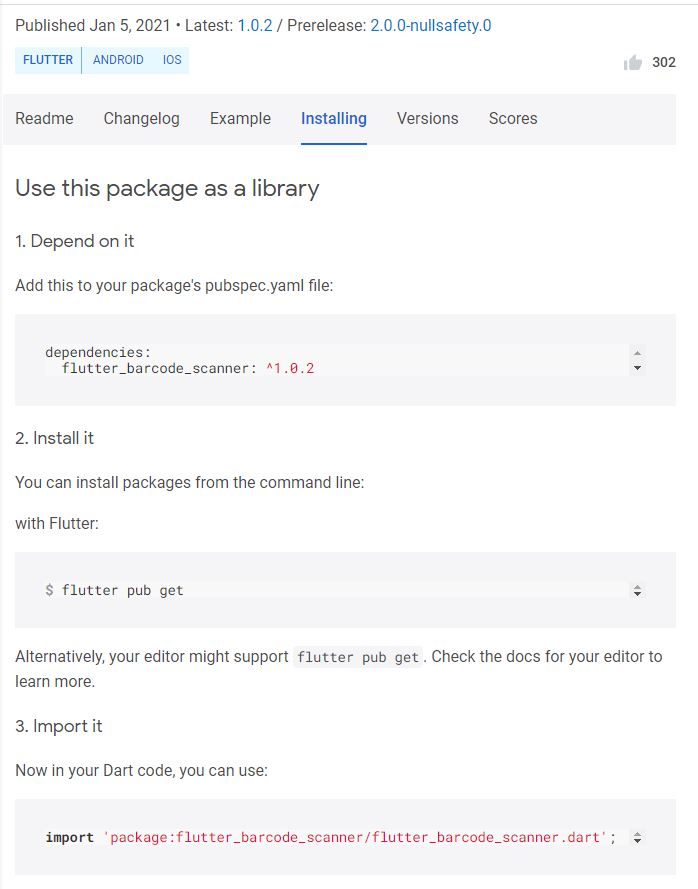 Published Jan 5, 2021 • Latest: 1.0.2 / Prerelease: 2.0.0-nullsafety.0
FLUTTER ANDROID IOS
302
Readme Changelog Example Installing Versions Scores
Use this package as a library
1. Depend on it
Add this to your package's pubspec.yaml file:
dependencies:
  flutter_barcode_scanner: ^1.0.2
2. Install it
You can install packages from the command line:
with Flutter:
$ flutter pub get
Alternatively, your editor might support flutter pub get. Check the docs for your editor to
learn more.
3. Import it
Now in your Dart code, you can use:
import 'package:flutter_barcode_scanner/flutter_barcode_scanner.dart';